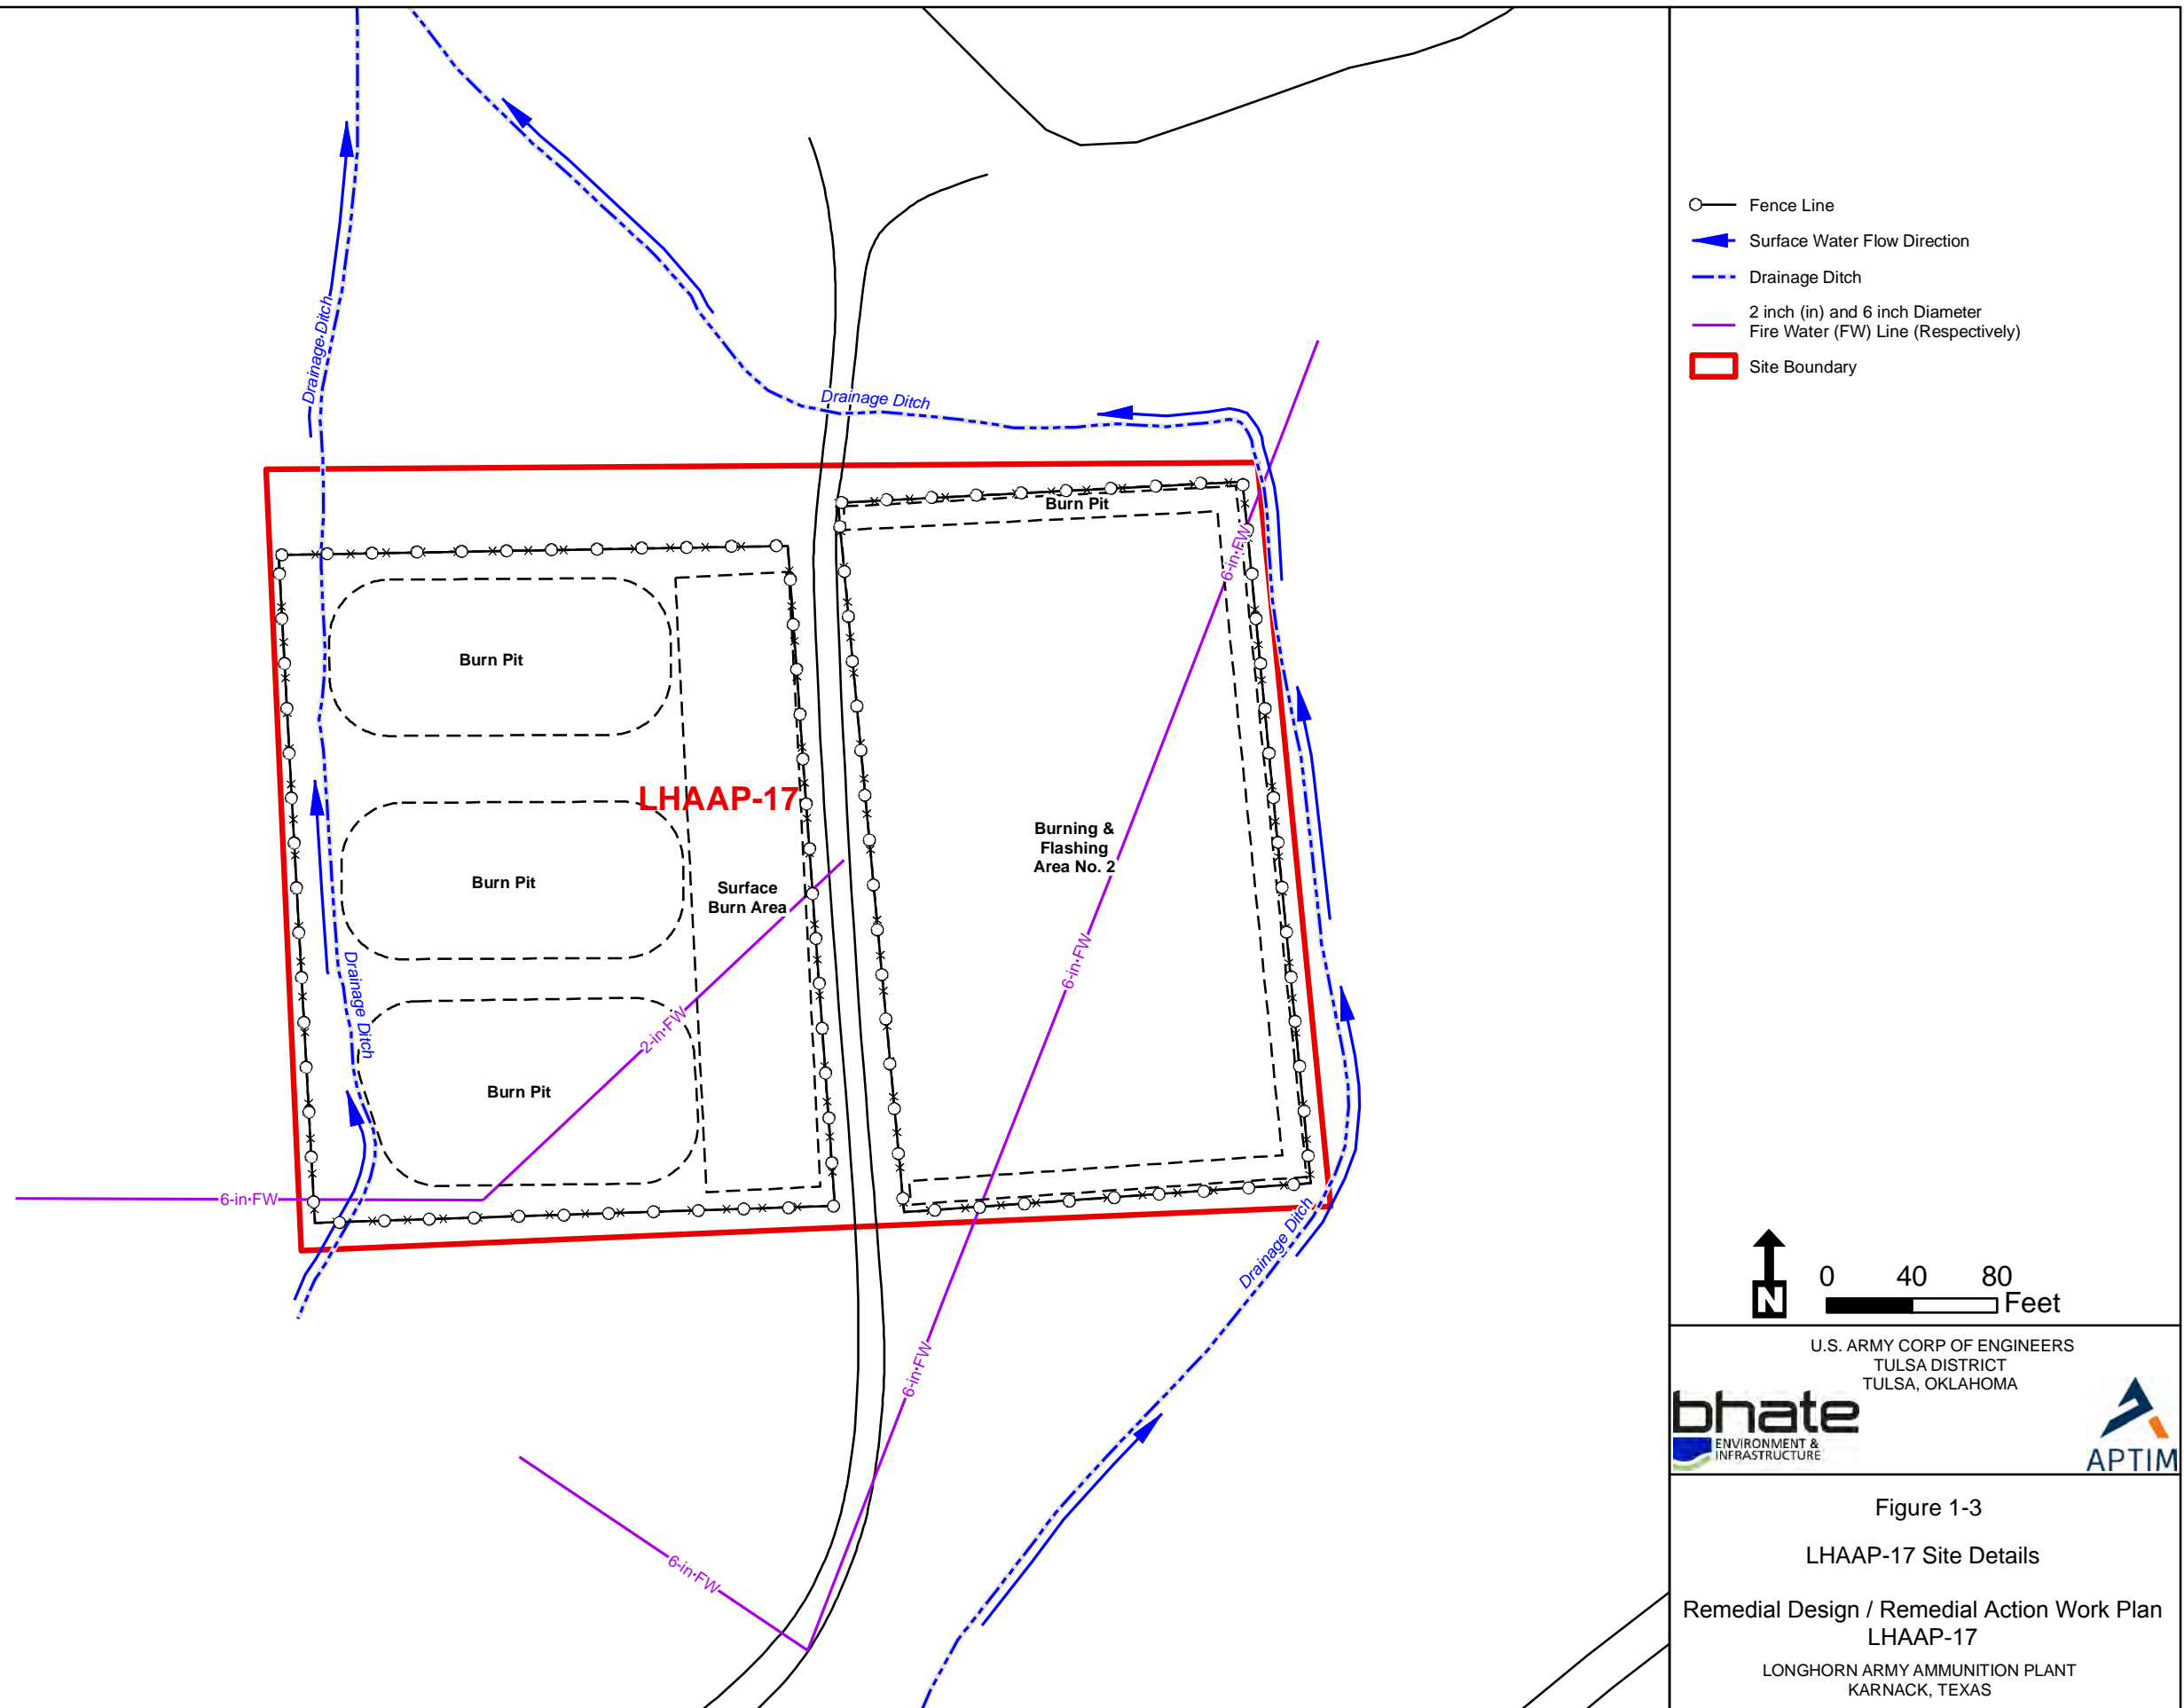 Fence Line
Surface Water Flow Direction
Drainage Ditch
2 inch (in) and 6 inch Diameter
Fire Water (FW) Line (Respectively)
Site Boundary
Drainage Ditch
Drainage Ditch
Burn Pit
6-in-FW
Burn Pit
LHAAP-17
Burning &
Flashing
Area No. 2
Burn Pit
Surface
Burn Area
Drainage Ditch
6-in-FW
2-in-FW
Burn Pit
6-in-FW
Drainage Ditch
6-in-FW
6-in-FW
N
0 40 80
Feet
U.S. ARMY CORP OF ENGINEERS
TULSA DISTRICT
TULSA, OKLAHOMA
bhate
ENVIRONMENT &
INFRASTRUCTURE
APTIM
Figure 1-3
LHAAP-17 Site Details
Remedial Design / Remedial Action Work Plan
LHAAP-17
LONGHORN ARMY AMMUNITION PLANT
KARNACK, TEXAS